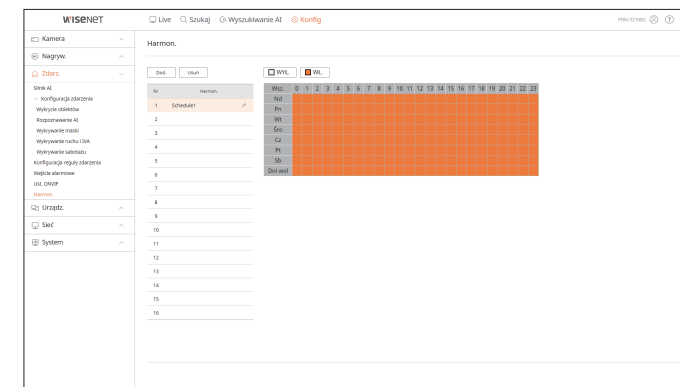 WISENET
Live Szukaj Wyszukiwanie AI Konfig
Kamera
Nagryw.
Zdarz.
Silnik AI
Konfiguracja zdarzenia
Wykrycie obiektów
Rozpoznawanie AI
Wykrywanie maski
Wykrywanie ruchu i IVA
Wykrywanie sabotażu
Konfiguracja reguły zdarzenia
Wejście alarmowe
Ust. ONVIF
Harmon.
Urządz.
Sieć
System
Harmon.
Dod. Usuń
Nr Harmon.
1 Schedule1
2
3
4
5
6
7
8
9
10
11
12
13
14
15
16
WYŁ. WŁ.
Wsz. 0 1 2 3 4 5 6 7 8 9 10 11 12 13 14 15 16 17 18 19 20 21 22 23
Nd
Pn
Wt
Śro
Cz
Pt
Sb
Dni wol